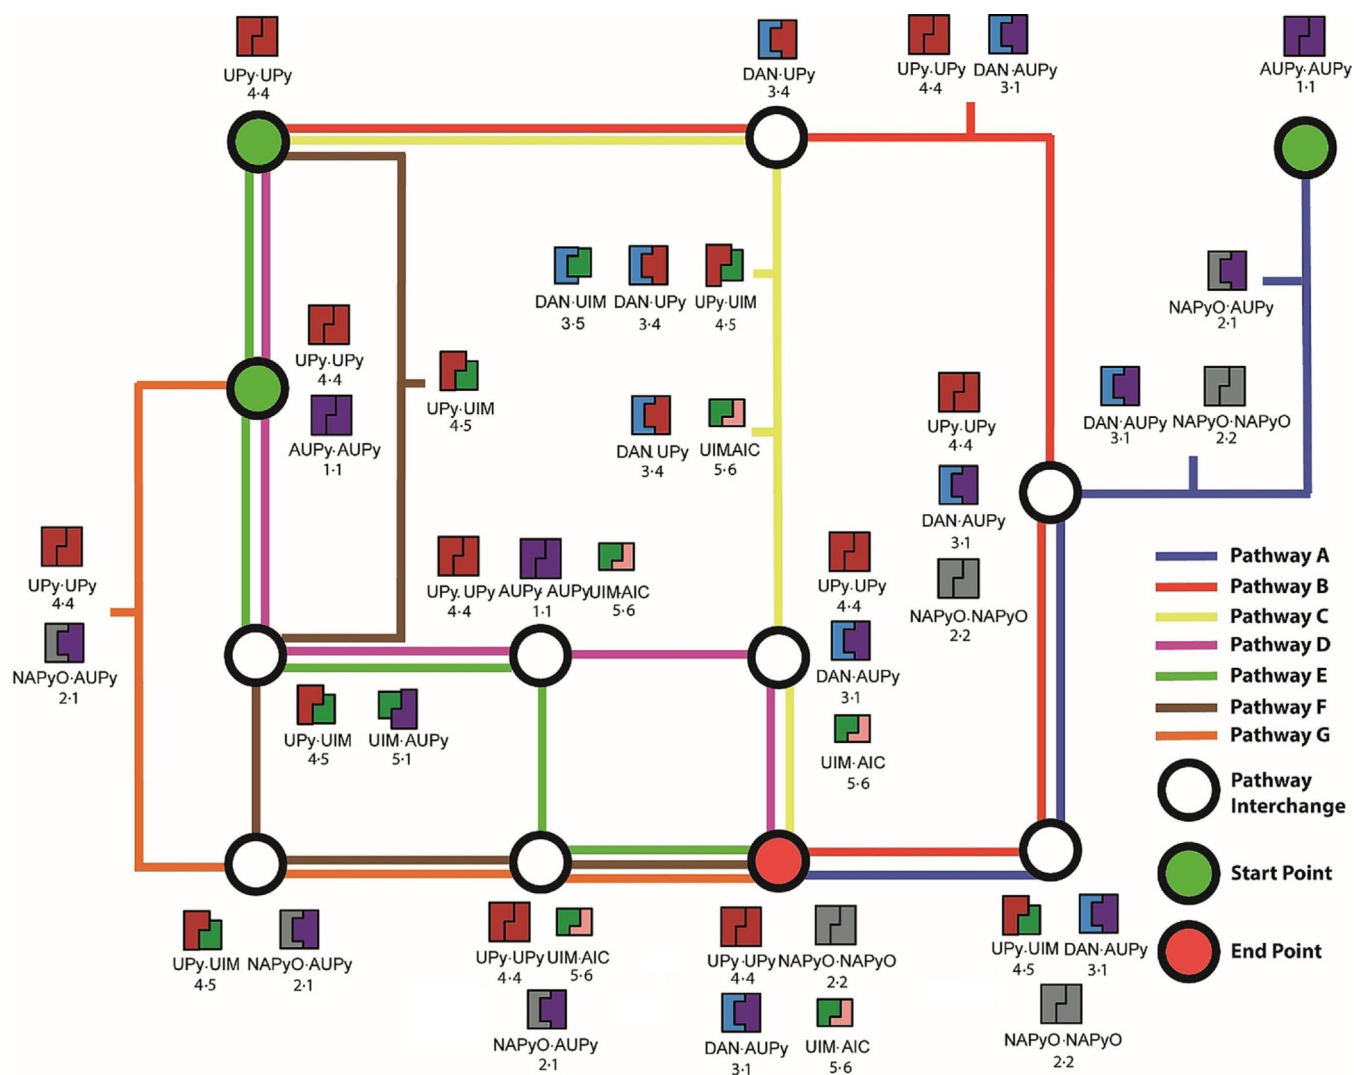 UPy·UPy
4·4
DAN·UPy
3·4
UPy·UPy
4·4
DAN·AUPy
3·1
AUPy·AUPy
1·1
DAN·UIM
3·5
DAN·UPy
3·4
UPy·UIM
4·5
NAPyO·AUPy
2·1
UPy·UPy
4·4
AUPy·AUPy
1·1
UPy·UIM
4·5
DAN.UPy
3·4
UIM.AIC
5·6
UPy·UPy
4·4
DAN·AUPy
3·1
NAPyO·NAPyO
2·2
DAN·AUPy
3·1
NAPyO·NAPyO
2·2
UPy·UPy
4·4
NAPyO·AUPy
2·1
UPy.UPy
4·4
AUPy·AUPy
1·1
UIM·AIC
5·6
UPy·UPy
4·4
DAN·AUPy
3·1
UIM·AIC
5·6
UPy·UIM
4·5
UIM·AUPy
5·1
Pathway A
Pathway B
Pathway C
Pathway D
Pathway E
Pathway F
Pathway G
Pathway
Interchange
Start Point
End Point
UPy·UIM
4·5
NAPyO·AUPy
2·1
UPy·UPy
4·4
UIM·AIC
5·6
NAPyO·AUPy
2·1
UPy·UPy
4·4
NAPyO·NAPyO
2·2
DAN·AUPy
3·1
UIM·AIC
5·6
UPy·UIM
4·5
DAN·AUPy
3·1
NAPyO·NAPyO
2·2